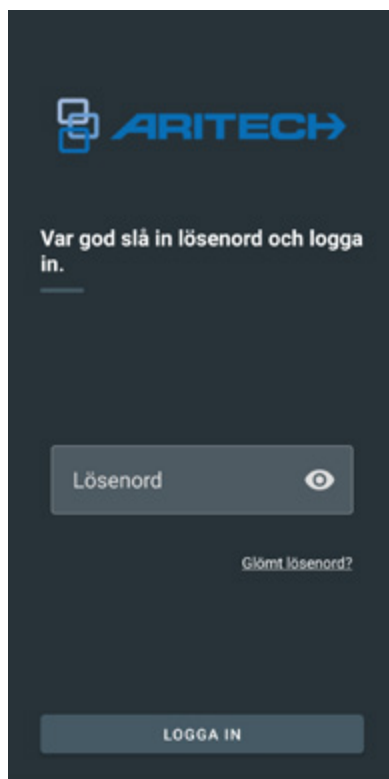 ARITECH
Var god slå in lösenord och logga
in.
Lösenord
Glömt lösenord?
LOGGA IN